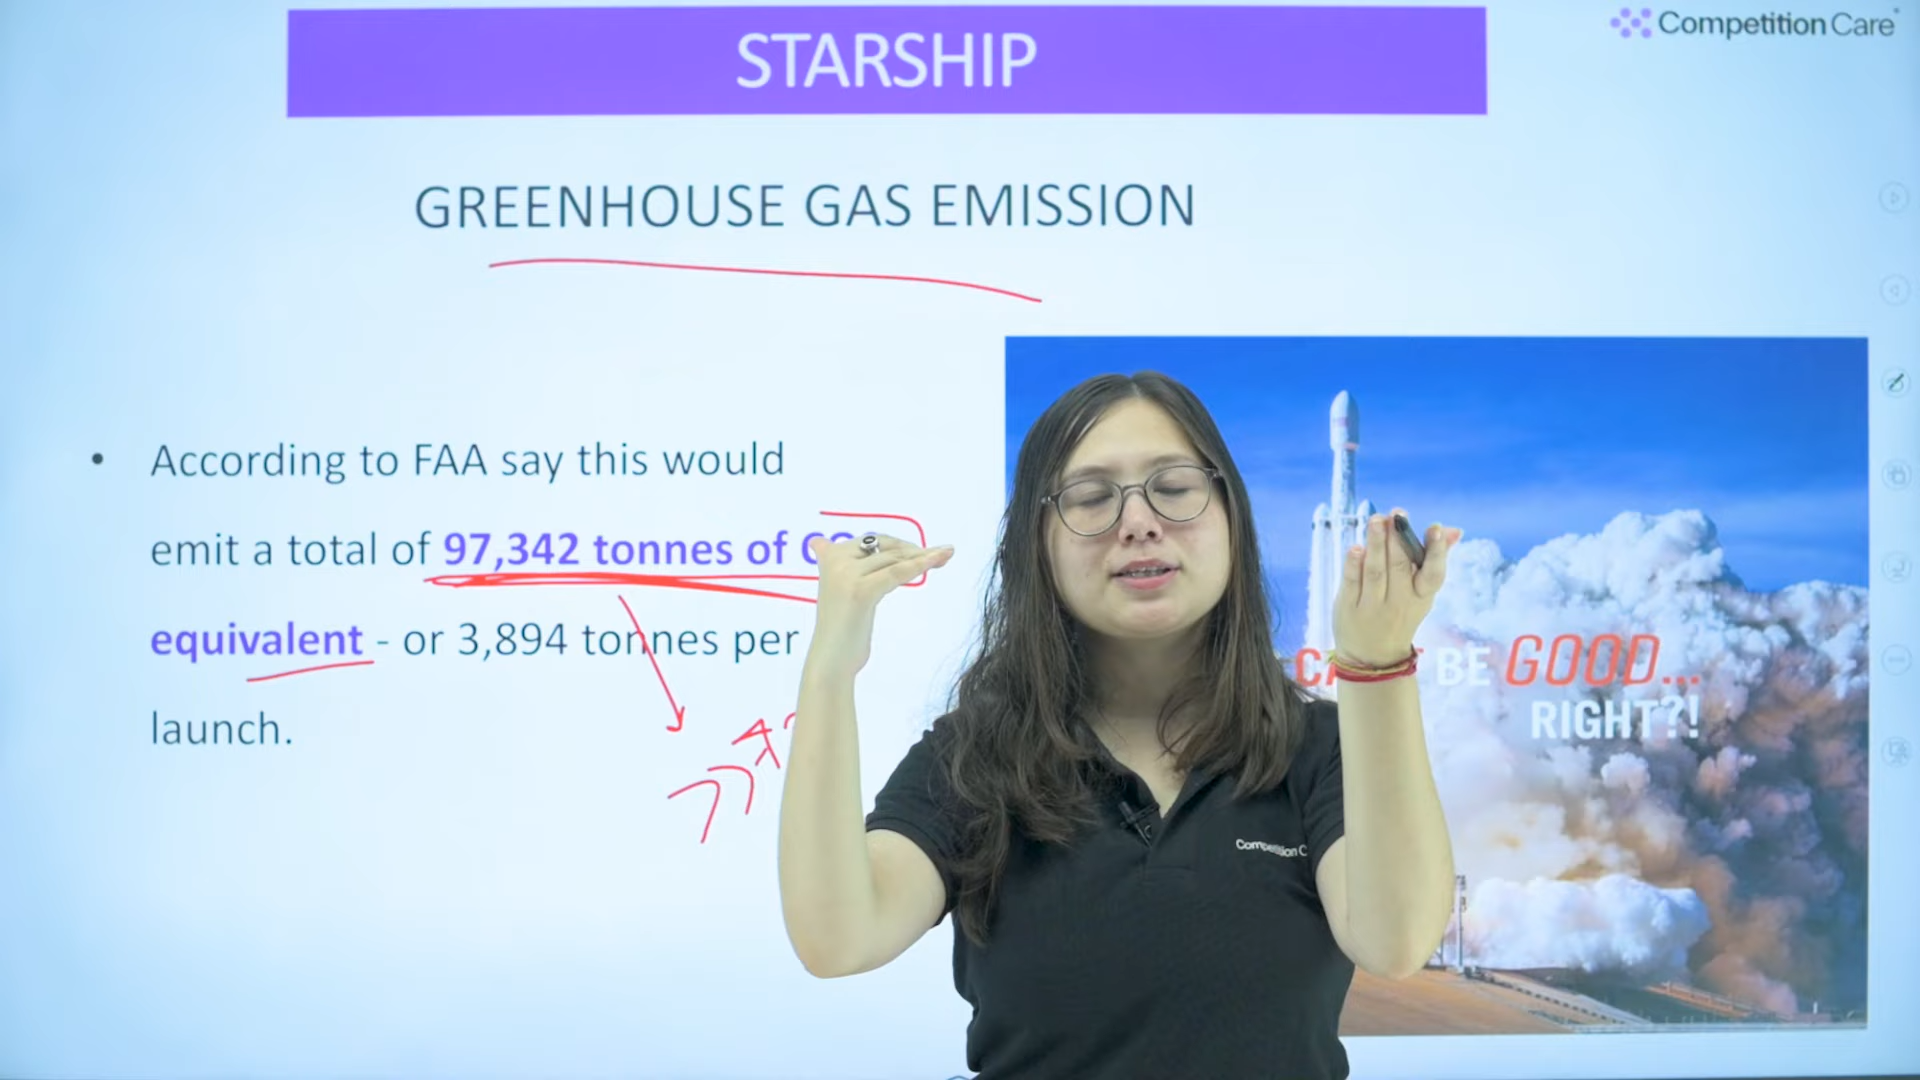 STARSHIP
Competition Care
GREENHOUSE GAS EMISSION
According to FAA say this would
emit a total of 97,342 tonnes of
equivalent - or 3,894 tonnes per
launch.
BE GOOD...
RIGHT?!
Competition C